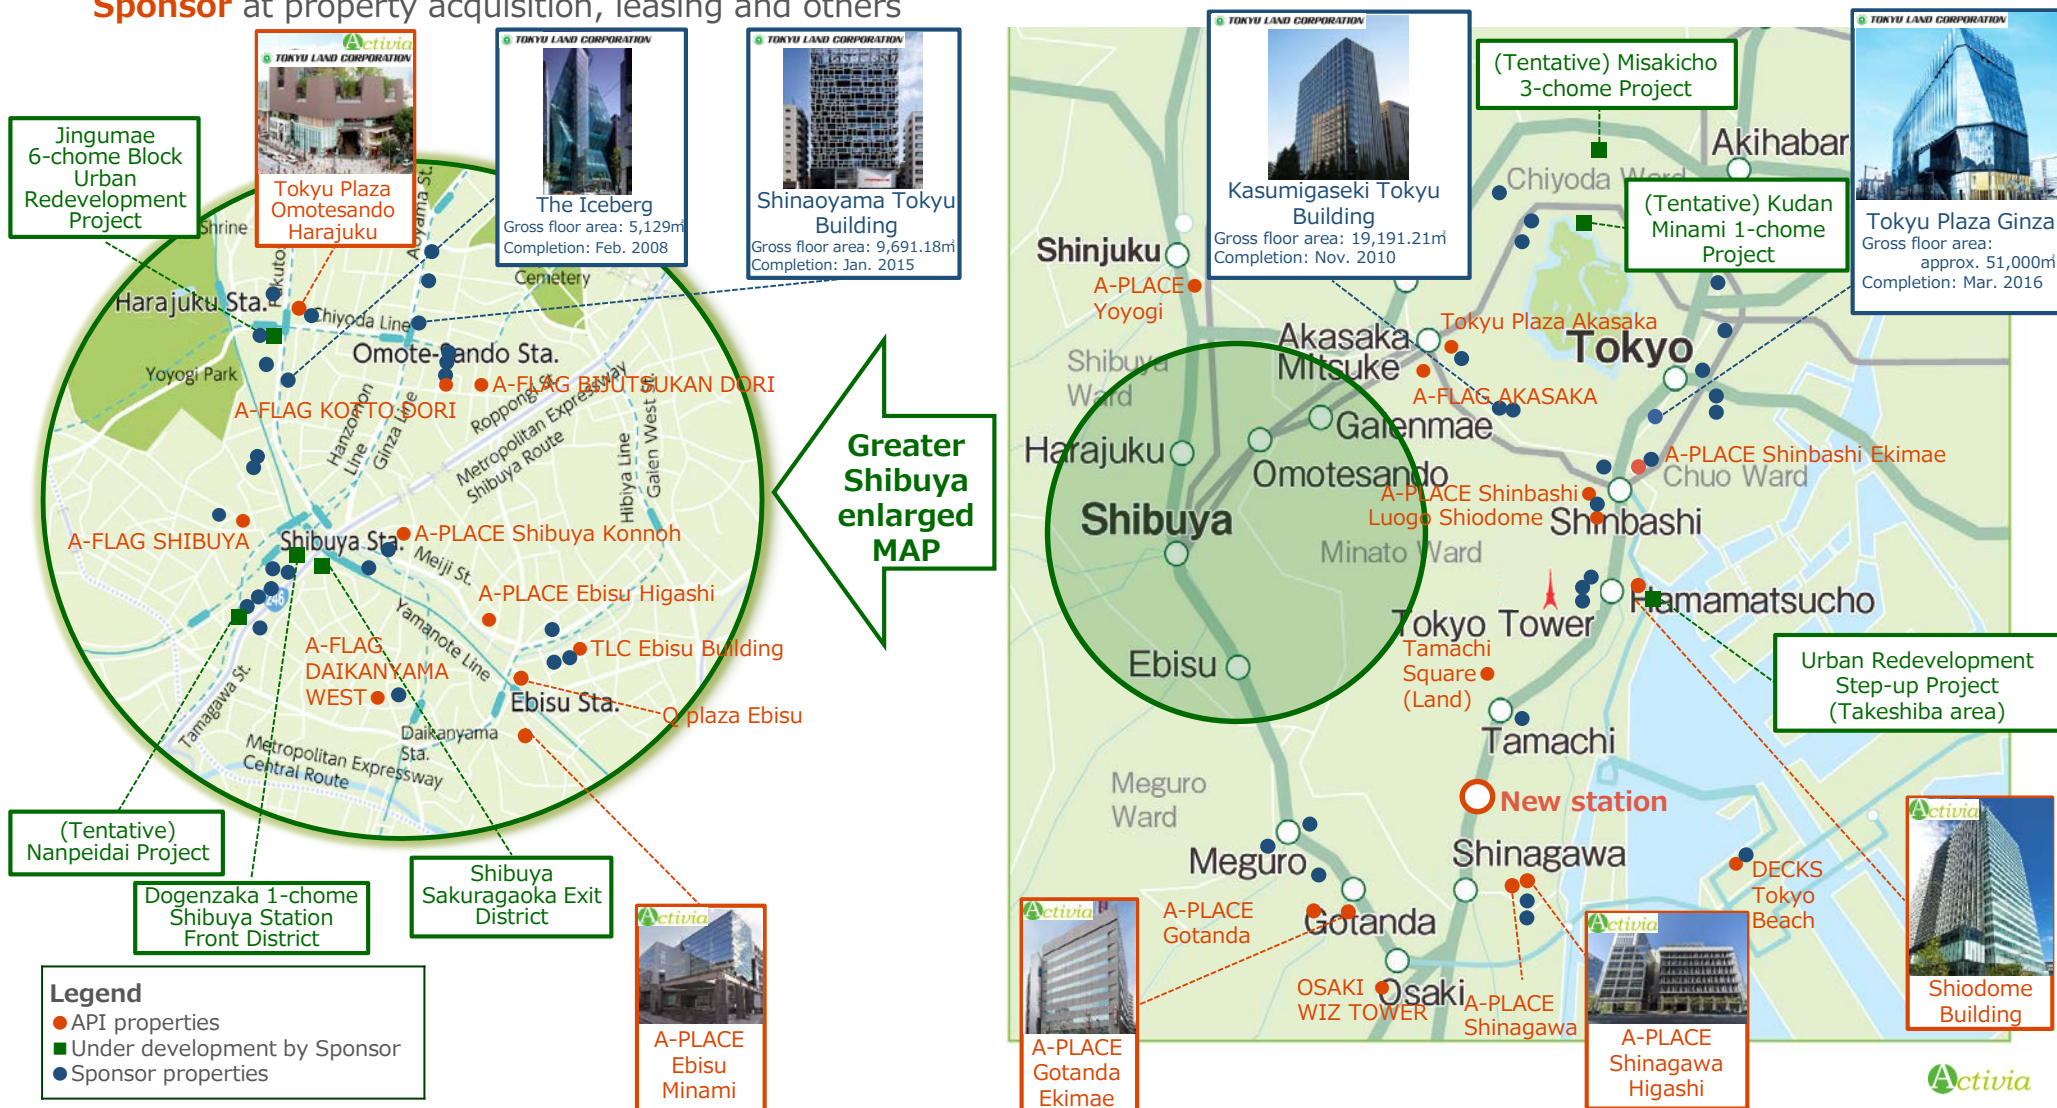 Sponsor at property acquisition, leasing and others
Activia
TOKYU LAND CORPORATION
Tokyu Plaza
Omotesando
Harajuku
TOKYU LAND CORPORATION
The Iceberg
Gross floor area: 5,129㎡
Completion: Feb. 2008
TOKYU LAND CORPORATION
Shinaoyama Tokyu
Building
Gross floor area: 9,691.18㎡
Completion: Jan. 2015
Jingumae
6-chome Block
Urban
Redevelopment
Project
Shrine
Fukuto
Aoyama St.
Cemetery
Harajuku Sta.
Chiyoda Line
Omote-Sando Sta.
Yoyogi Park
A-FLAG BIJUTSUKAN DORI
A-FLAG KOTTO DORI
Hanzomon
Line
Ginza Line
Roppongi St.
Metropolitan Expressway
Shibuya Route
Hibiya Line
Gaien West St.
A-FLAG SHIBUYA
Shibuya Sta.
A-PLACE Shibuya Konnoh
Meiji St.
246
A-PLACE Ebisu Higashi
Yamanote Line
A-FLAG
DAIKANYAMA
WEST
TLC Ebisu Building
Ebisu Sta.
Q plaza Ebisu
Tamagawa St.
Daikanyama
Sta.
Metropolitan Expressway
Central Route
(Tentative)
Nanpeidai Project
Dogenzaka 1-chome
Shibuya Station
Front District
Shibuya
Sakuragaoka Exit
District
Activia
A-PLACE
Ebisu
Minami
Legend
API properties
Under development by Sponsor
Sponsor properties
Greater
Shibuya
enlarged
MAP
TOKYU LAND CORPORATION
Kasumigaseki Tokyu
Building
Gross floor area: 19,191.21㎡
Completion: Nov. 2010
(Tentative) Misakicho
3-chome Project
TOKYU LAND CORPORATION
Tokyu Plaza Ginza
Gross floor area:
approx. 51,000㎡
Completion: Mar. 2016
Akihabar
Chiyoda Ward
(Tentative) Kudan
Minami 1-chome
Project
Shinjuku
A-PLACE
Yoyogi
Shibuya
Ward
Akasaka
Mitsuke
Tokyu Plaza Akasaka
A-FLAG AKASAKA
Tokyo
Gaienmae
Harajuku
Omotesando
A-PLACE Shinbashi Ekimae
Chuo Ward
A-PLACE Shinbashi
Luogo Shiodome
Shinbashi
Shibuya
Minato Ward
Hamamatsucho
Tokyo Tower
Ebisu
Tamachi
Square
(Land)
Tamachi
Urban Redevelopment
Step-up Project
(Takeshiba area)
Meguro
Ward
New station
Meguro
Shinagawa
A-PLACE
Gotanda
Gotanda
DECKS
Tokyo
Beach
OSAKI
WIZ TOWER
Osaki
A-PLACE
Shinagawa
Activia
A-PLACE
Gotanda
Ekimae
Activia
A-PLACE
Shinagawa
Higashi
Activia
Shiodome
Building
Activia